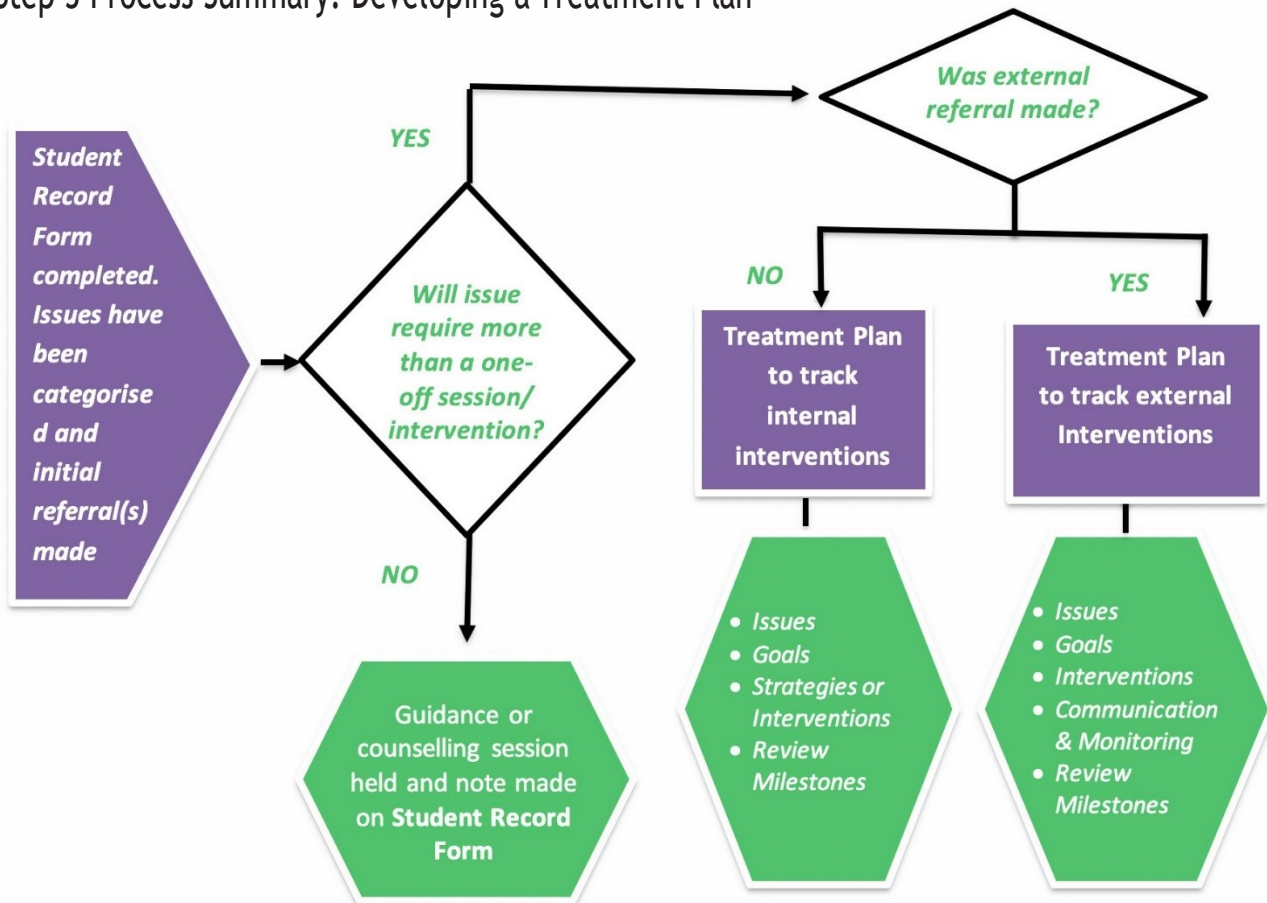 Step 3 Process Summary: Developing a Treatment Plan
Was external
referral made?
YES
Student
Record
Form
completed.
Issues have
been
categorise
d and
initial
referral(s)
made
Will issue
require more
than a one-
off session/
intervention?
NO
YES
Treatment Plan
to track
internal
interventions
Treatment Plan
to track external
Interventions
NO
Guidance or
counselling session
held and note made
on Student Record
Form
• Issues
• Goals
• Strategies or
Interventions
• Review
Milestones
• Issues
• Goals
• Interventions
• Communication
& Monitoring
• Review
Milestones